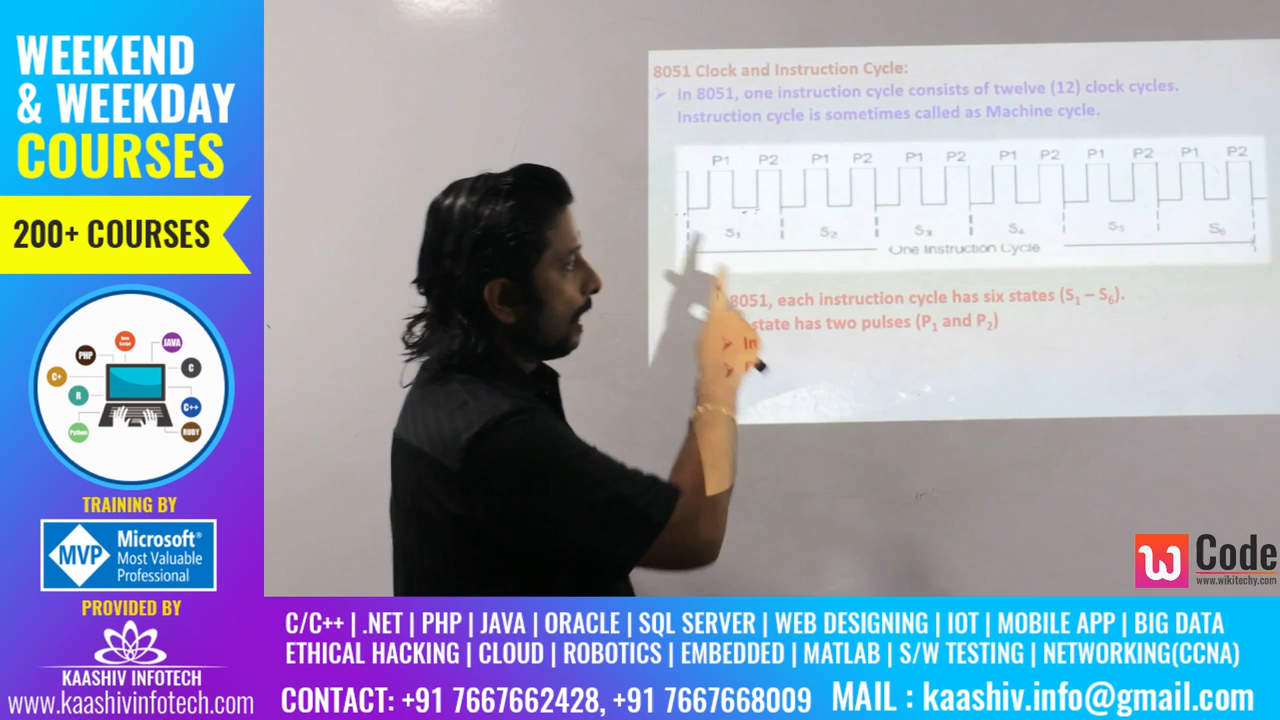 WEEKEND
& WEEKDAY
COURSES
200+ COURSES
PHP
Java Script
JAVA
C+
C
R
C++
Python
RUBY
TRAINING BY
MVP
Microsoft®
Most Valuable
Professional
PROVIDED BY
KAASHIV INFOTECH
www.kaashivinfotech.com
8051 Clock and Instruction Cycle:
➢ In 8051, one instruction cycle consists of twelve (12) clock cycles.
Instruction cycle is sometimes called as Machine cycle.
P1 P2 P1 P2 P1 P2 P1 P2 P1 P2 P1 P2
S1 S2 S3 S4 S5 S6
One Instruction Cycle
8051, each instruction cycle has six states (S1 – S6).
state has two pulses (P1 and P2)
➢ In
W Code
www.wikitechy.com
C/C++ | .NET | PHP | JAVA | ORACLE | SQL SERVER | WEB DESIGNING | IOT | MOBILE APP | BIG DATA
ETHICAL HACKING | CLOUD | ROBOTICS | EMBEDDED | MATLAB | S/W TESTING | NETWORKING(CCNA)
CONTACT: +91 7667662428, +91 7667668009 MAIL : kaashiv.info@gmail.com